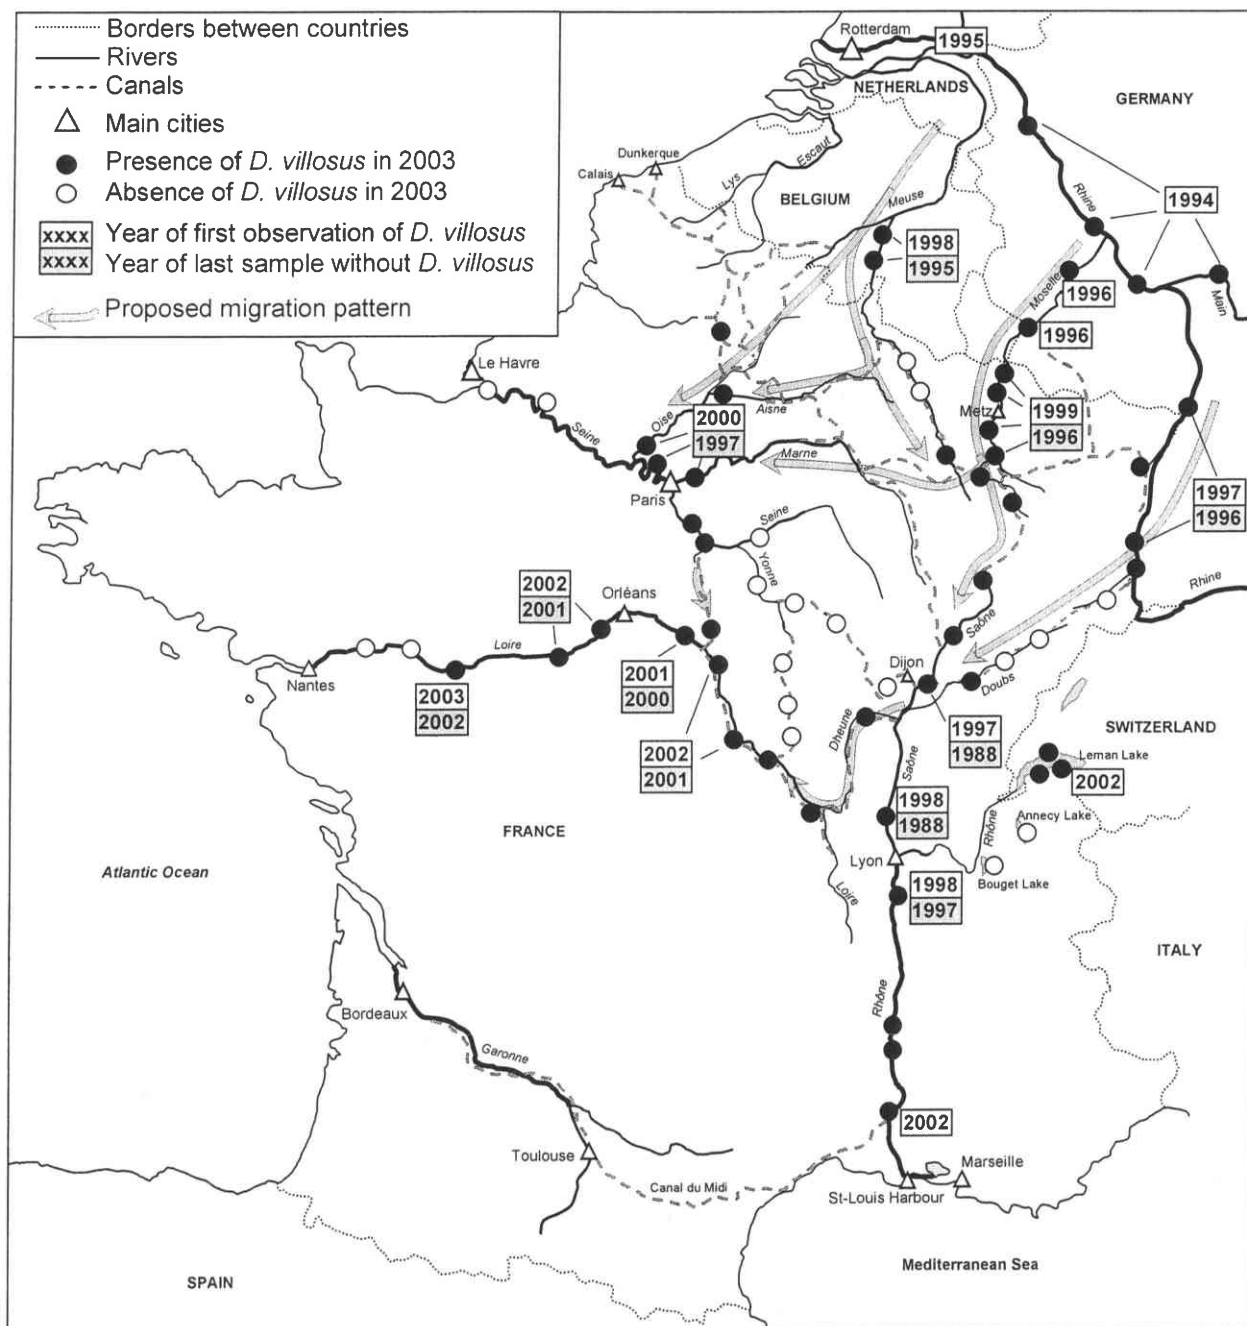 Borders between countries
Rivers
Canals
Main cities
Presence of D. villosus in 2003
Absence of D. villosus in 2003
xxxx Year of first observation of D. villosus
xxxx Year of last sample without D. villosus
Proposed migration pattern
Rotterdam
1995
NETHERLANDS
GERMANY
Dunkerque
Calais
Lys
Escaut
BELGIUM
Meuse
Rhine
1994
1998
1995
Moselle
1996
Main
1996
Le Havre
Seine
Oise
Aisne
2000
1997
Metz
1999
1996
Marne
Paris
1997
1996
Seine
Yonne
Rhine
2002
2001
Orléans
Loire
Saône
Nantes
2001
2000
Dijon
Doubs
2003
2002
Dheune
2002
2001
Saône
1997
1988
SWITZERLAND
Leman Lake
2002
FRANCE
1998
1988
Rhône
Annecy Lake
Atlantic Ocean
Lyon
Bouget Lake
Loire
1998
1997
ITALY
Bordeaux
Rhône
Garonne
2002
Toulouse
Canal du Midi
Marseille
St-Louis Harbour
Mediterranean Sea
SPAIN